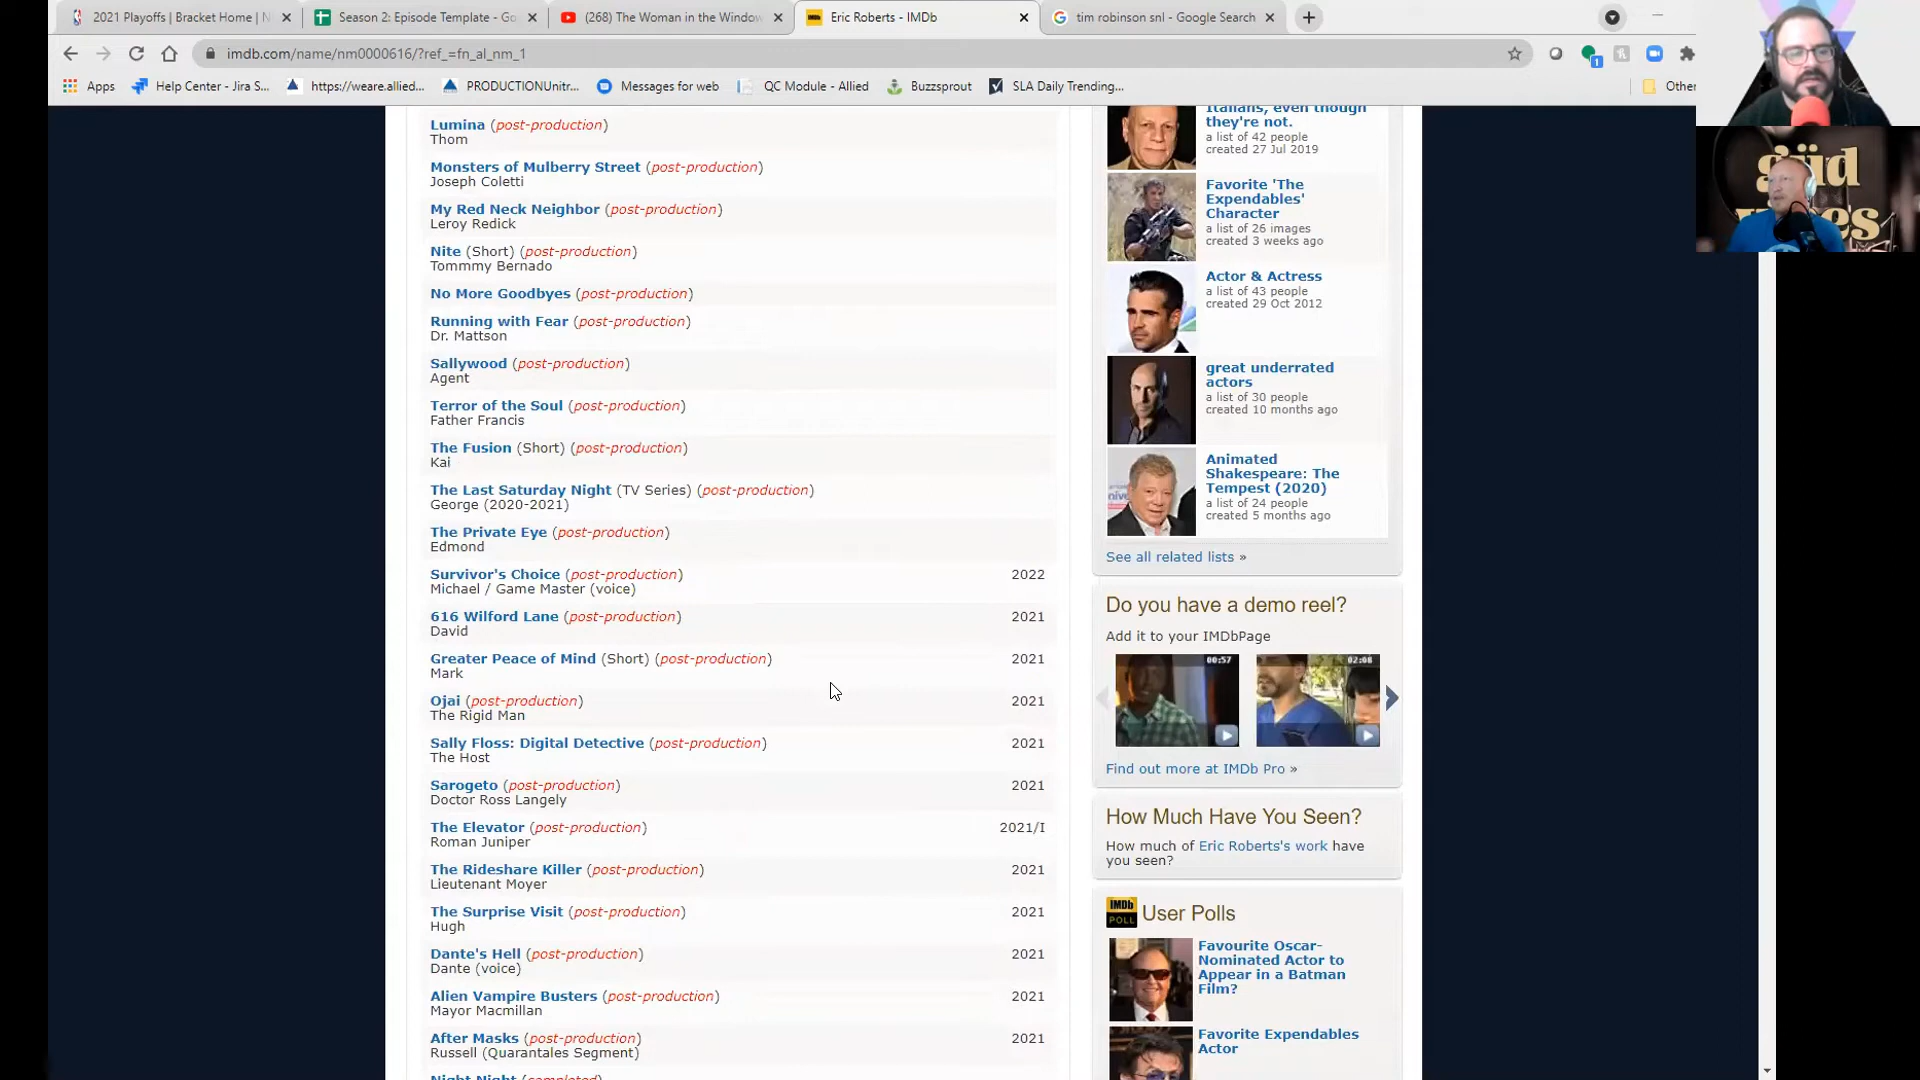 2021 Playoffs | Bracket Home | N
Season 2: Episode Template - Go
(268) The Woman in the Window
Eric Roberts - IMDb
tim robinson snl - Google Search
imdb.com/name/nm0000616/?ref_=fn_al_nm_1
Apps
Help Center - Jira S...
https://weare.allied...
PRODUCTIONUnitr...
Messages for web
QC Module - Allied
Buzzsprout
SLA Daily Trending...
Other
Lumina (post-production)
Thom
Monsters of Mulberry Street (post-production)
Joseph Coletti
My Red Neck Neighbor (post-production)
Leroy Redick
Nite (Short) (post-production)
Tommmy Bernado
No More Goodbyes (post-production)
Running with Fear (post-production)
Dr. Mattson
Sallywood (post-production)
Agent
Terror of the Soul (post-production)
Father Francis
The Fusion (Short) (post-production)
Kai
The Last Saturday Night (TV Series) (post-production)
George (2020-2021)
The Private Eye (post-production)
Edmond
Survivor's Choice (post-production) 2022
Michael / Game Master (voice)
616 Wilford Lane (post-production) 2021
David
Greater Peace of Mind (Short) (post-production) 2021
Mark
Ojai (post-production) 2021
The Rigid Man
Sally Floss: Digital Detective (post-production) 2021
The Host
Sarogeto (post-production) 2021
Doctor Ross Langely
The Elevator (post-production) 2021/I
Roman Juniper
The Rideshare Killer (post-production) 2021
Lieutenant Moyer
The Surprise Visit (post-production) 2021
Hugh
Dante's Hell (post-production) 2021
Dante (voice)
Alien Vampire Busters (post-production) 2021
Mayor Macmillan
After Masks (post-production) 2021
Russell (Quarantales Segment)
Night Night (completed)
Italians, even though
they're not.
a list of 42 people
created 27 Jul 2019
Favorite 'The
Expendables'
Character
a list of 26 images
created 3 weeks ago
Actor & Actress
a list of 43 people
created 29 Oct 2012
great underrated
actors
a list of 30 people
created 10 months ago
Animated
Shakespeare: The
Tempest (2020)
a list of 24 people
created 5 months ago
See all related lists »
Do you have a demo reel?
Add it to your IMDbPage
00:57
02:08
Find out more at IMDb Pro »
How Much Have You Seen?
How much of Eric Roberts's work have
you seen?
IMDb
POLL
User Polls
Favourite Oscar-
Nominated Actor to
Appear in a Batman
Film?
Favorite Expendables
Actor
süd